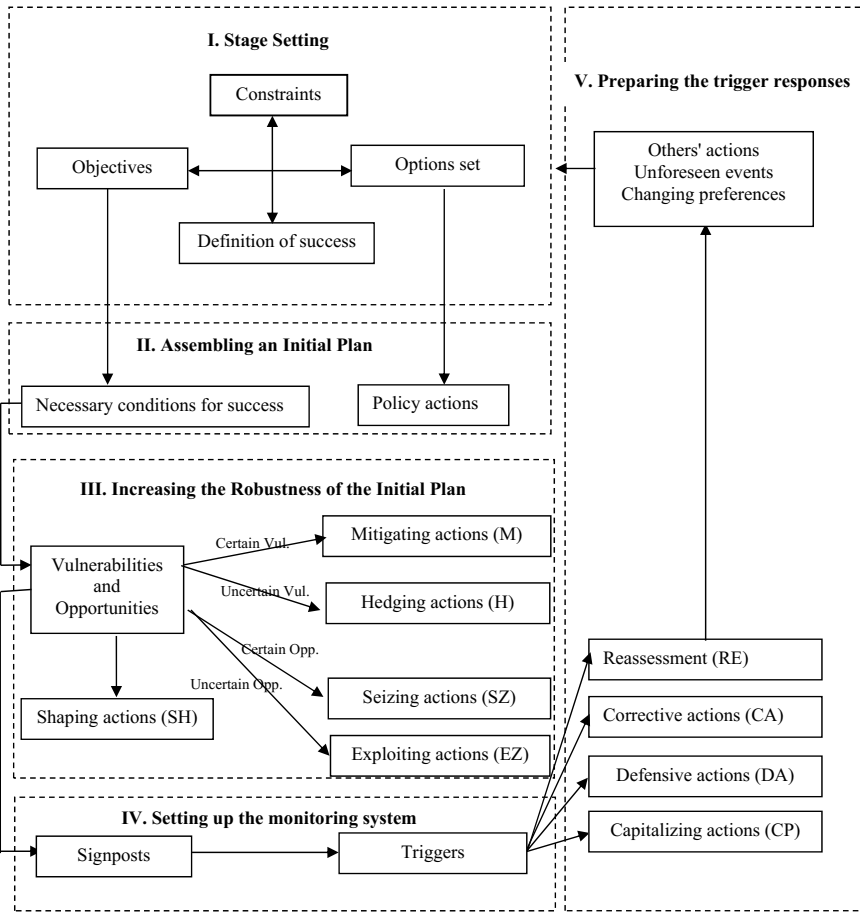 I. Stage Setting
Constraints
Objectives
Options set
Definition of success
II. Assembling an Initial Plan
Necessary conditions for success
Policy actions
III. Increasing the Robustness of the Initial Plan
Vulnerabilities
and
Opportunities
Certain Vul.
Mitigating actions (M)
Uncertain Vul.
Hedging actions (H)
Certain Opp.
Seizing actions (SZ)
Uncertain Opp.
Exploiting actions (EZ)
Shaping actions (SH)
IV. Setting up the monitoring system
Signposts
Triggers
V. Preparing the trigger responses
Others' actions
Unforeseen events
Changing preferences
Reassessment (RE)
Corrective actions (CA)
Defensive actions (DA)
Capitalizing actions (CP)